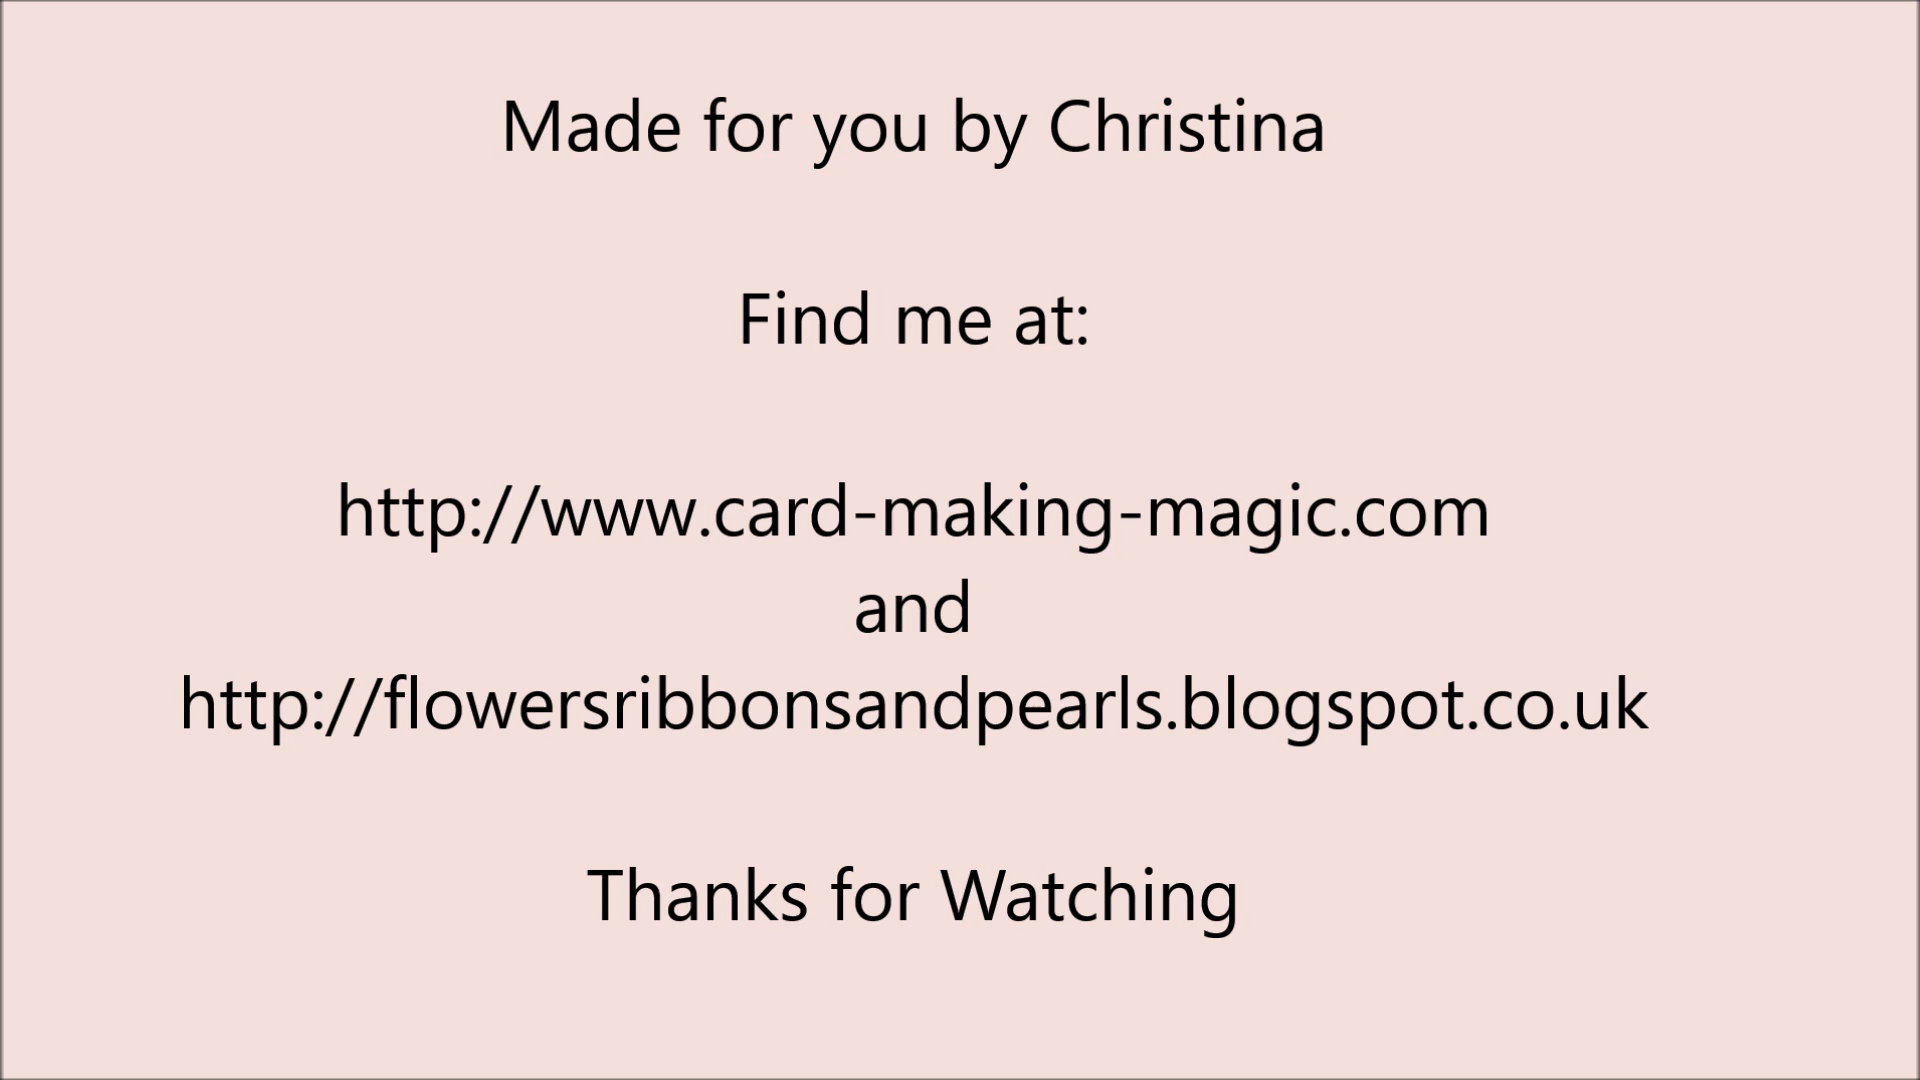 Made for you by Christina
Find me at:
http://www.card-making-magic.com
and
http://flowersribbonsandpearls.blogspot.co.uk
Thanks for Watching